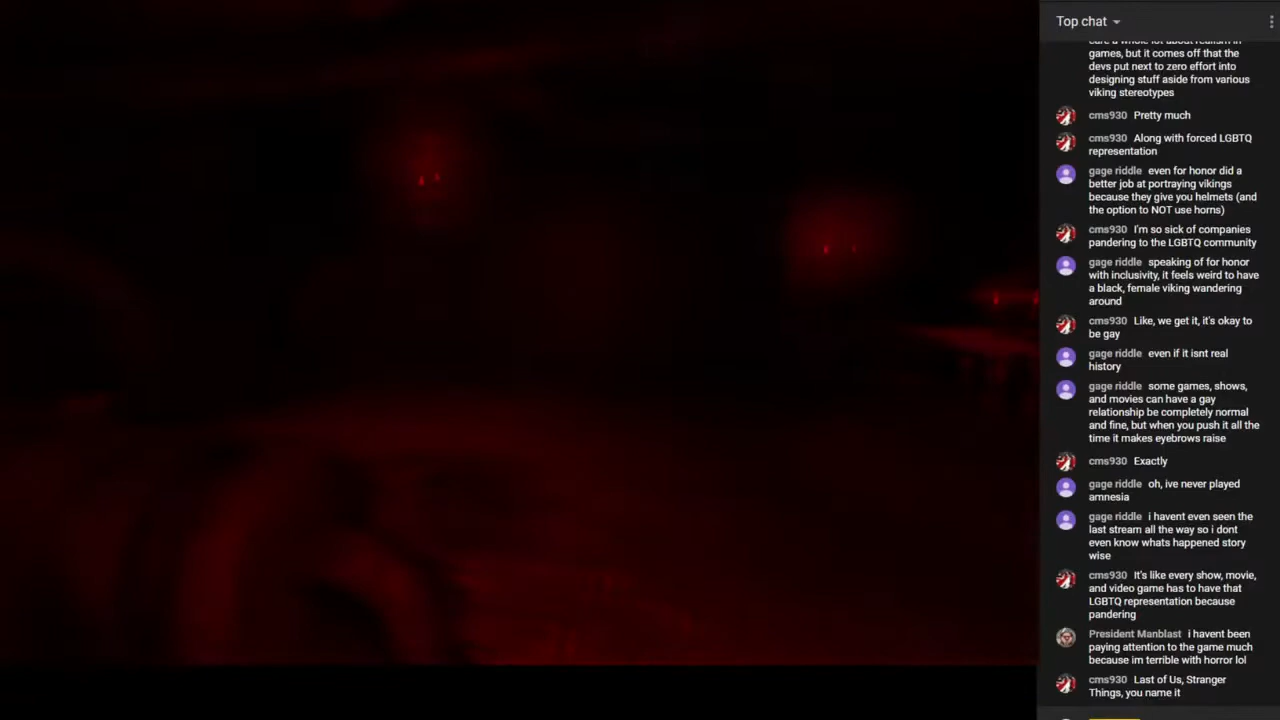 Top chat
care a whole lot about realism in
games, but it comes off that the
devs put next to zero effort into
designing stuff aside from various
viking stereotypes
cms930 Pretty much
cms930 Along with forced LGBTQ
representation
gage riddle even for honor did a
better job at portraying vikings
because they give you helmets (and
the option to NOT use horns)
cms930 I'm so sick of companies
pandering to the LGBTQ community
gage riddle speaking of for honor
with inclusivity, it feels weird to have
a black, female viking wandering
around
cms930 Like, we get it, it's okay to
be gay
gage riddle even if it isnt real
history
gage riddle some games, shows,
and movies can have a gay
relationship be completely normal
and fine, but when you push it all the
time it makes eyebrows raise
cms930 Exactly
gage riddle oh, ive never played
amnesia
gage riddle i havent even seen the
last stream all the way so i dont
even know whats happened story
wise
cms930 It's like every show, movie,
and video game has to have that
LGBTQ representation because
pandering
President Manblast i havent been
paying attention to the game much
because im terrible with horror lol
cms930 Last of Us, Stranger
Things, you name it